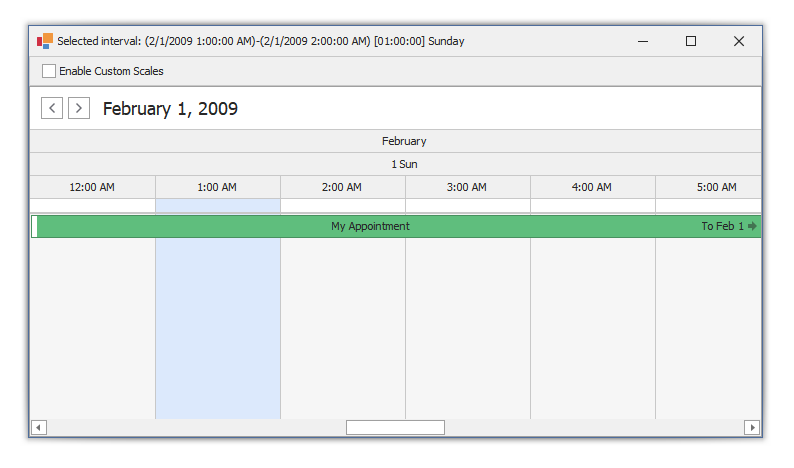 Selected interval: (2/1/2009 1:00:00 AM)-(2/1/2009 2:00:00 AM) [01:00:00] Sunday
Enable Custom Scales
February 1, 2009
February
1 Sun
12:00 AM 1:00 AM 2:00 AM 3:00 AM 4:00 AM 5:00 AM
My Appointment To Feb 1